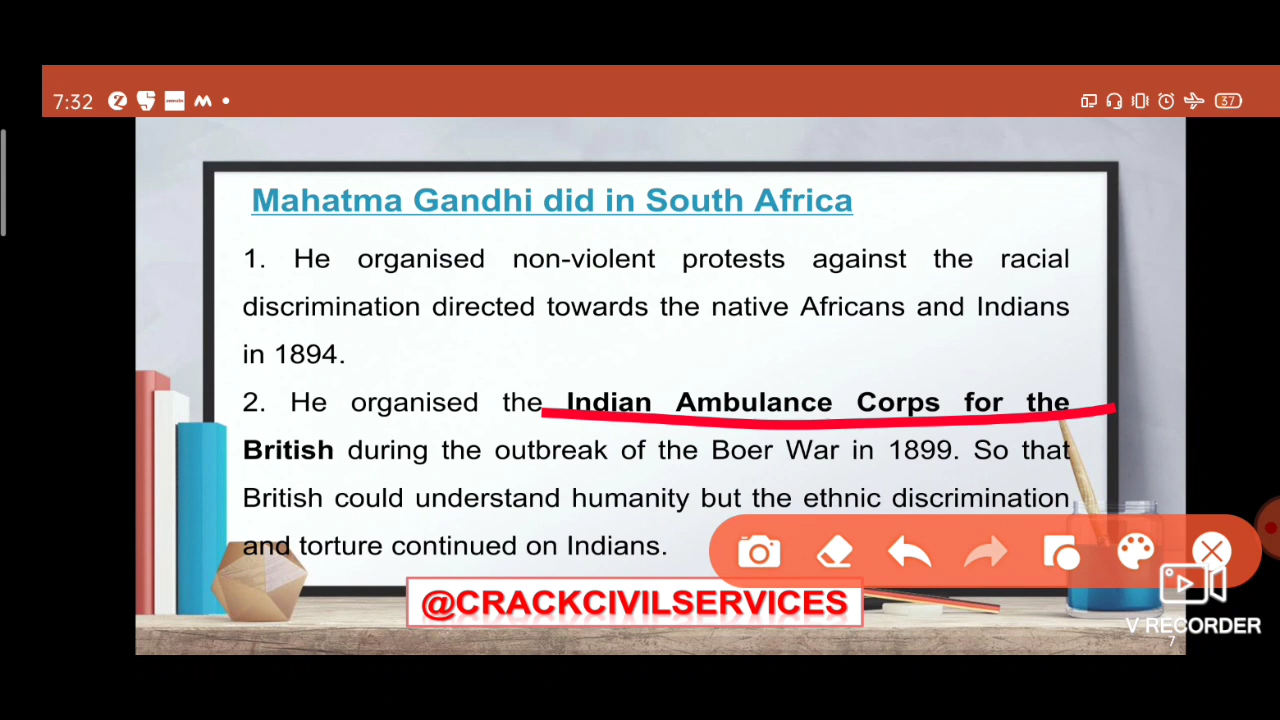 7:32
37
Mahatma Gandhi did in South Africa
1. He organised non-violent protests against the racial
discrimination directed towards the native Africans and Indians
in 1894.
2. He organised the Indian Ambulance Corps for the
British during the outbreak of the Boer War in 1899. So that
British could understand humanity but the ethnic discrimination
and torture continued on Indians.
@CRACKCIVILSERVICES
V RECORDER
7